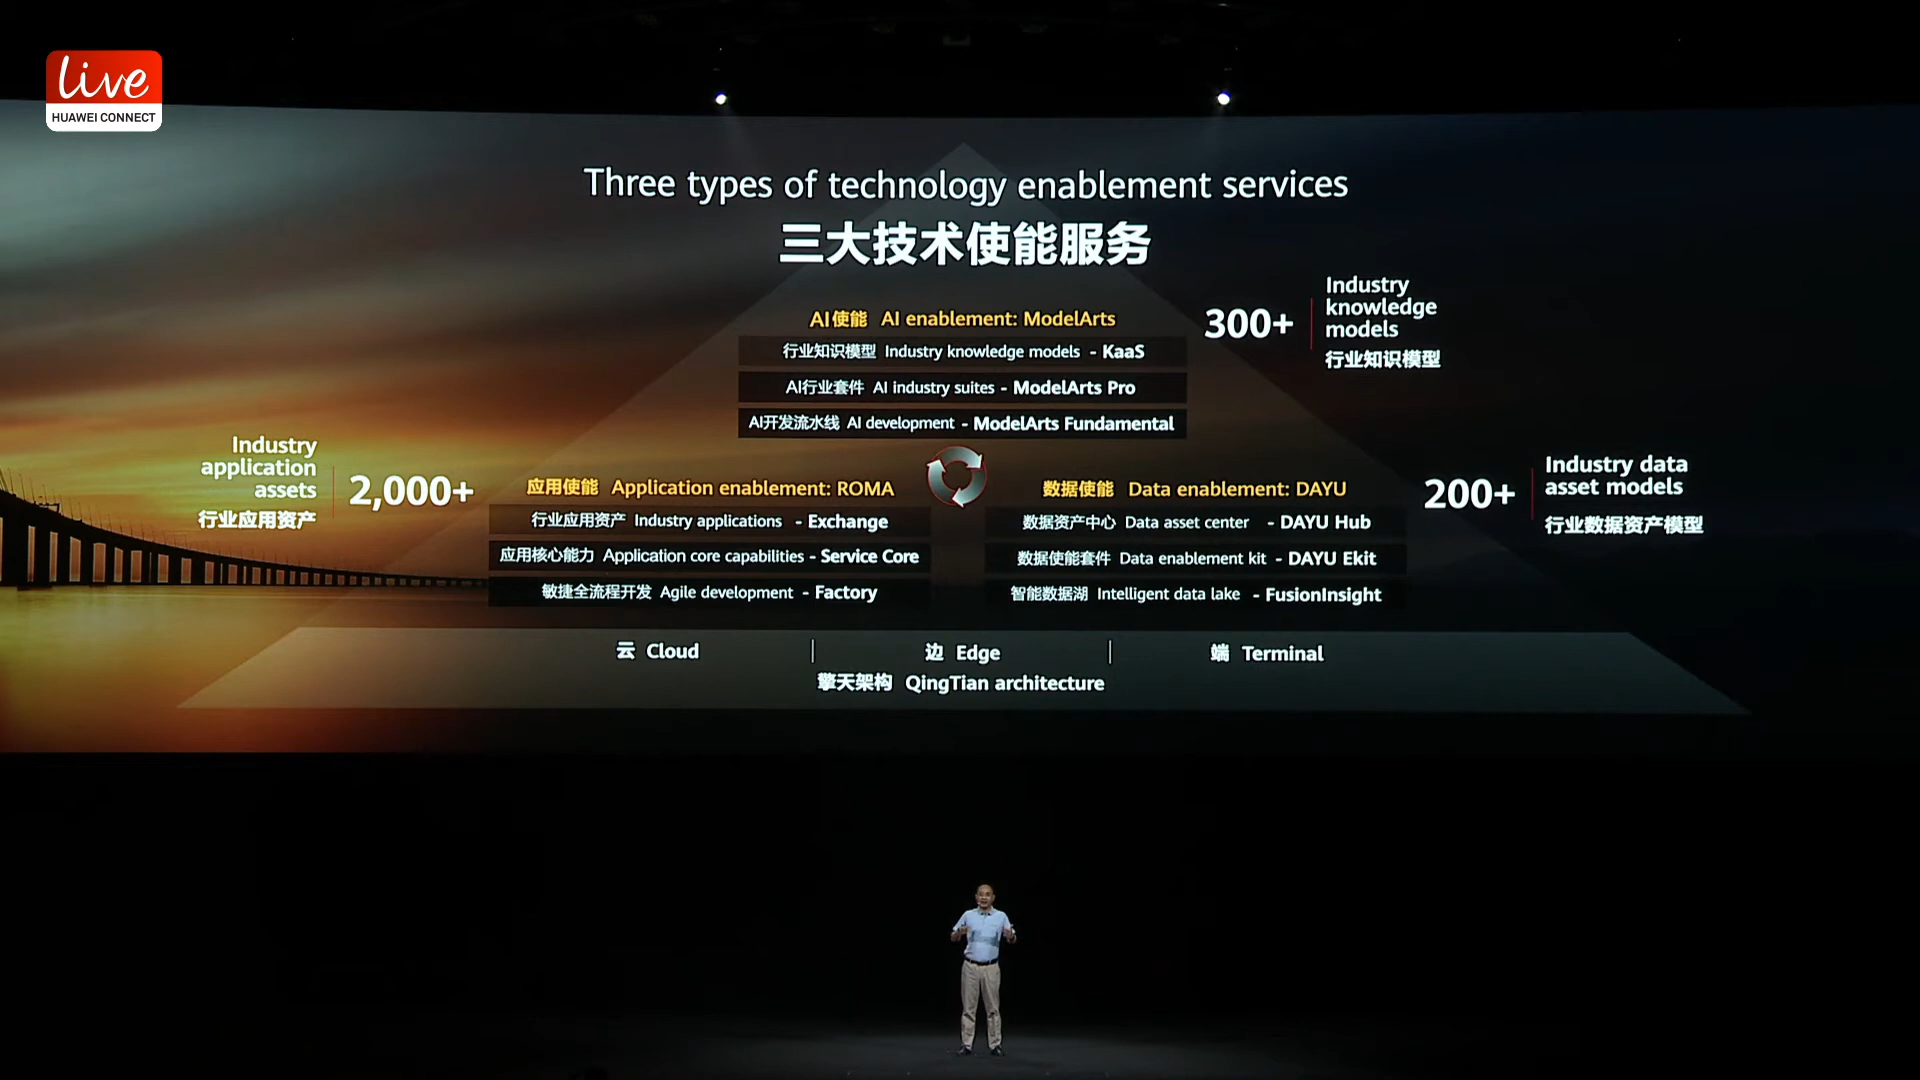 Live
HUAWEI CONNECT
Three types of technology enablement services
三大技术使能服务
AI使能 AI enablement: ModelArts
行业知识模型 Industry knowledge models - KaaS
AI行业套件 AI industry suites - ModelArts Pro
AI开发流水线 AI development - ModelArts Fundamental
300+
Industry
knowledge
models
行业知识模型
Industry
application
assets
行业应用资产
2,000+
应用使能 Application enablement: ROMA
行业应用资产 Industry applications - Exchange
应用核心能力 Application core capabilities - Service Core
敏捷全流程开发 Agile development - Factory
数据使能 Data enablement: DAYU
数据资产中心 Data asset center - DAYU Hub
数据使能套件 Data enablement kit - DAYU Ekit
智能数据湖 Intelligent data lake - FusionInsight
200+
Industry data
asset models
行业数据资产模型
云 Cloud | 边 Edge | 端 Terminal
擎天架构 QingTian architecture